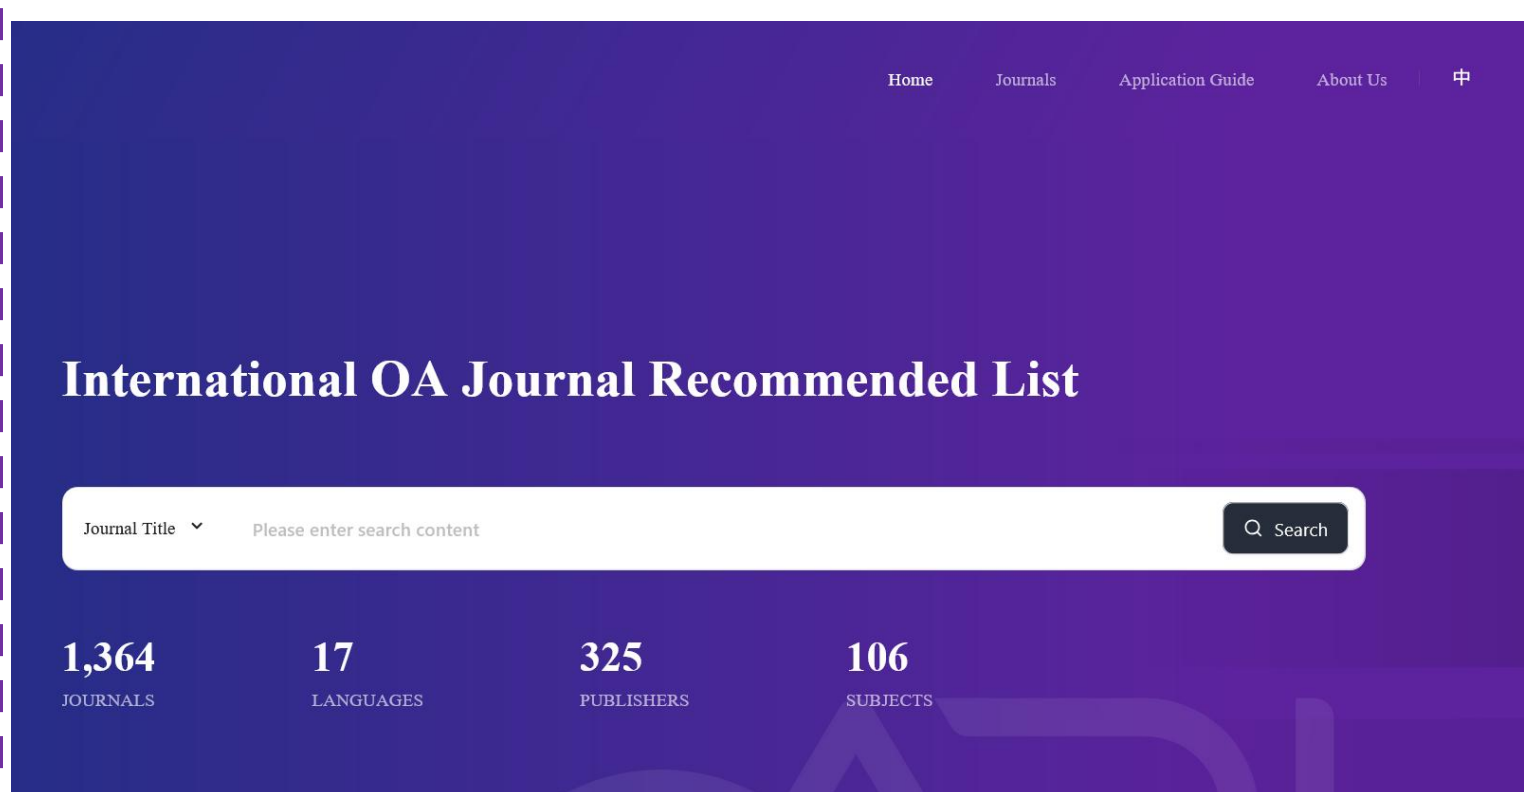 Home Journals Application Guide About Us 中
International OA Journal Recommended List
Journal Title Please enter search content Search
1,364 17 325 106
JOURNALS LANGUAGES PUBLISHERS SUBJECTS